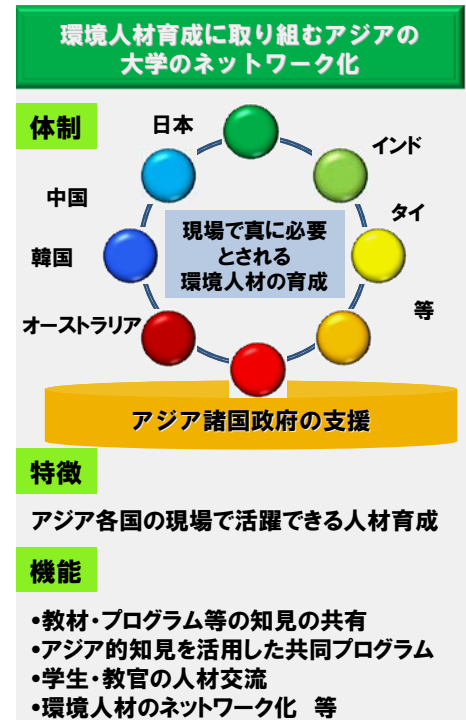 環境人材育成に取り組むアジアの
大学のネットワーク化
体制
日本
インド
中国
タイ
現場で真に必要
とされる
環境人材の育成
韓国
等
オーストラリア
アジア諸国政府の支援
特徴
アジア各国の現場で活躍できる人材育成
機能
•教材・プログラム等の知見の共有
•アジア的知見を活用した共同プログラム
•学生・教官の人材交流
•環境人材のネットワーク化 等